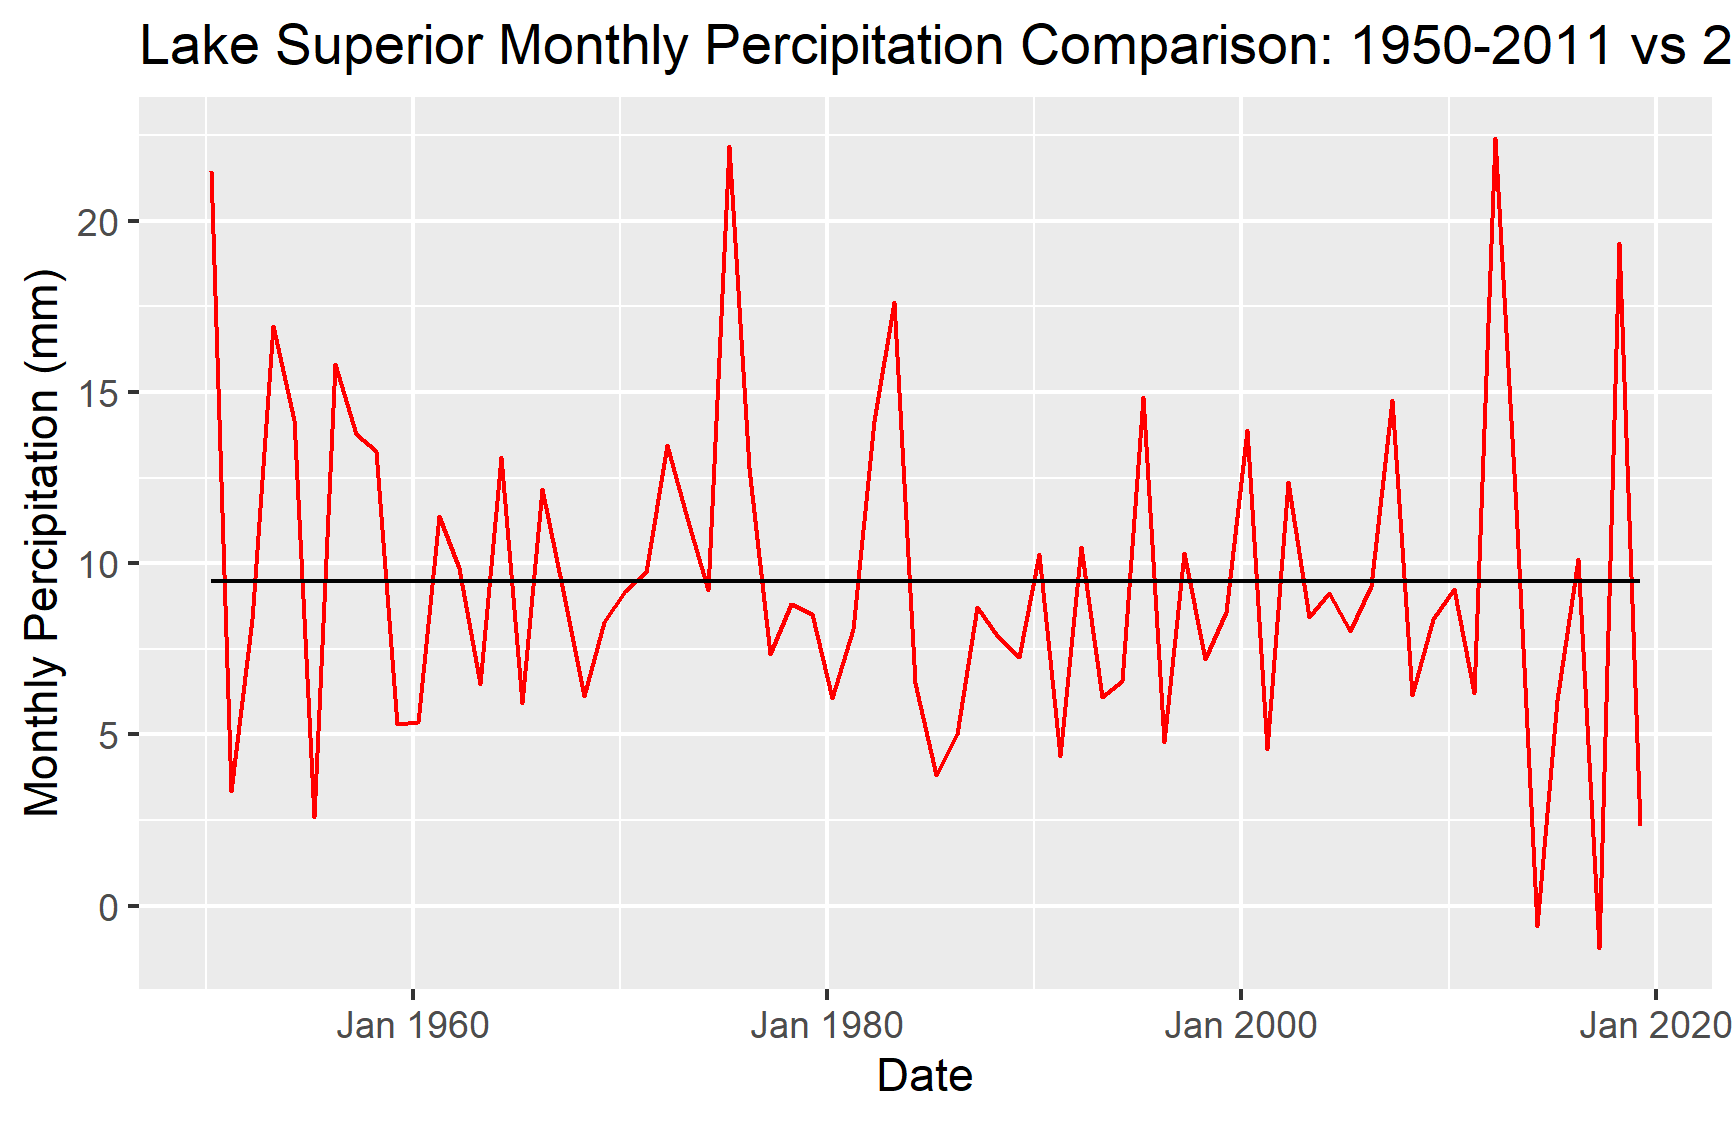 Lake Superior Monthly Percipitation Comparison: 1950-2011 vs 2
Monthly Percipitation (mm)
20
15
10
5
0
Jan 1960
Jan 1980
Jan 2000
Jan 2020
Date